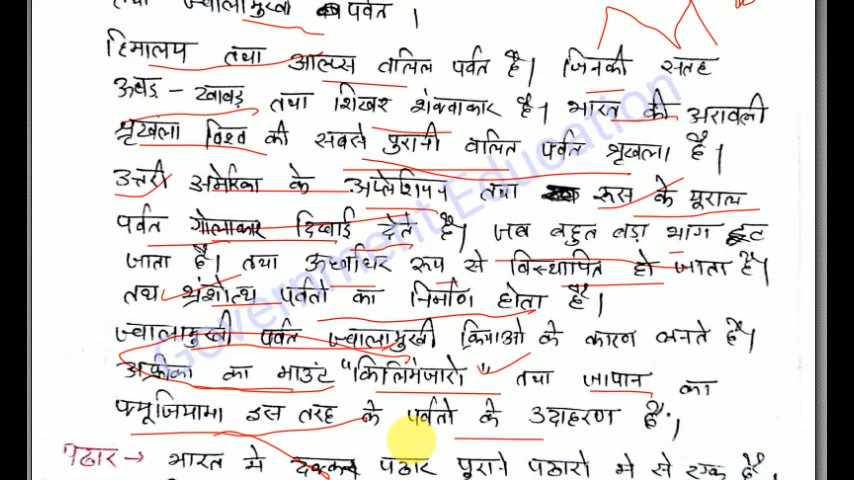 तथा ज्वालामुखी पर्वत ।
हिमालय तथा आल्प्स वलित पर्वत है। जिनकी सतह
ऊबड़ - खाबड़ तथा शिखर शंक्वाकार है। भारत की अरावली
श्रृंखला विश्व की सबसे पुरानी वलित पर्वत श्रृंखला है।
उत्तरी अमेरिका के अप्लेशियन तथा रूस के यूराल
पर्वत गोलाकार दिखाई देते है। जब बहुत बड़ा भाग टूट
जाता है। तथा ऊर्ध्वाधर रूप से विस्थापित हो जाता है।
तब भ्रंशोत्थ पर्वतो का निर्माण होता है।
ज्वालामुखी पर्वत ज्वालामुखी क्रियाओ के कारण बनते है।
अफ्रीका का माउंट "किलिमंजारो" तथा जापान का
फ्यूजियामा इस तरह के पर्वतो के उदाहरण है।
पठार → भारत मे दक्कन पठार पुराने पठारो मे से एक है।
Government Education